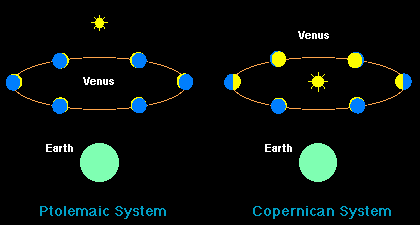 Venus
Venus
Earth
Earth
Ptolemaic System
Copernican System